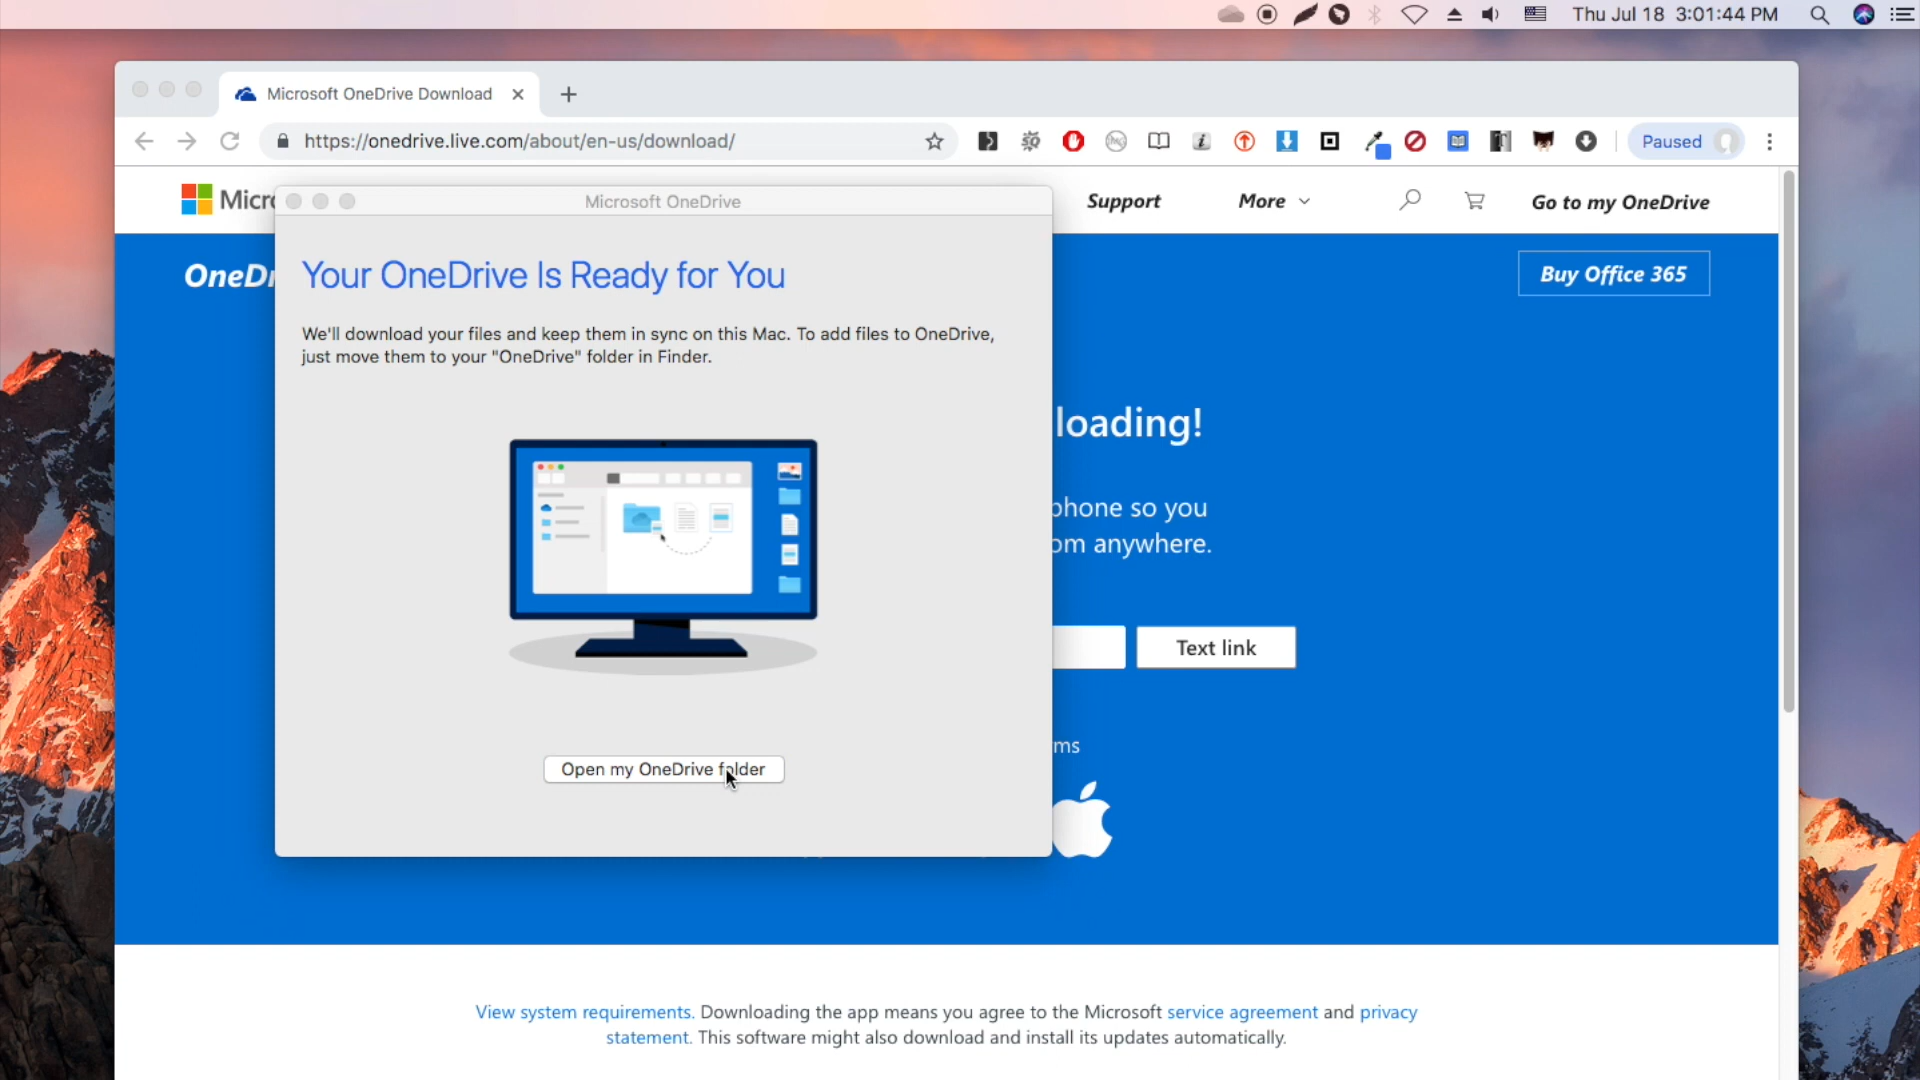 Thu Jul 18 3:01:44 PM
Microsoft OneDrive Download
https://onedrive.live.com/about/en-us/download/
Paused
Micro
Support
More
Go to my OneDrive
Microsoft OneDrive
OneDr
Buy Office 365
Your OneDrive Is Ready for You
We'll download your files and keep them in sync on this Mac. To add files to OneDrive,
just move them to your "OneDrive" folder in Finder.
loading!
phone so you
om anywhere.
Text link
ms
Open my OneDrive folder
View system requirements. Downloading the app means you agree to the Microsoft service agreement and privacy
statement. This software might also download and install its updates automatically.